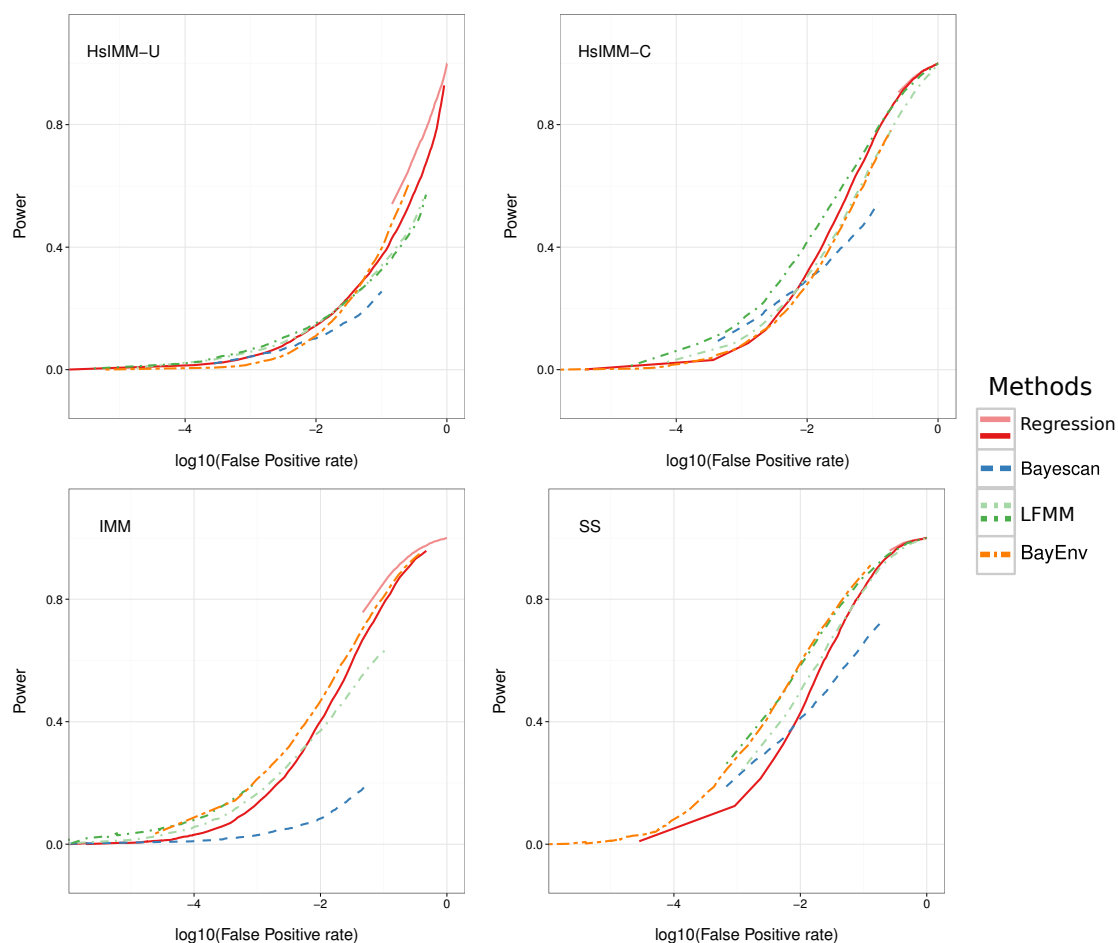 HsIMM−U
Power
0.8
0.4
0.0
−4 −2 0
log10(False Positive rate)
HsIMM−C
Power
0.8
0.4
0.0
−4 −2 0
log10(False Positive rate)
IMM
Power
0.8
0.4
0.0
−4 −2 0
log10(False Positive rate)
SS
Power
0.8
0.4
0.0
−4 −2 0
log10(False Positive rate)
Methods
Regression
Bayescan
LFMM
BayEnv